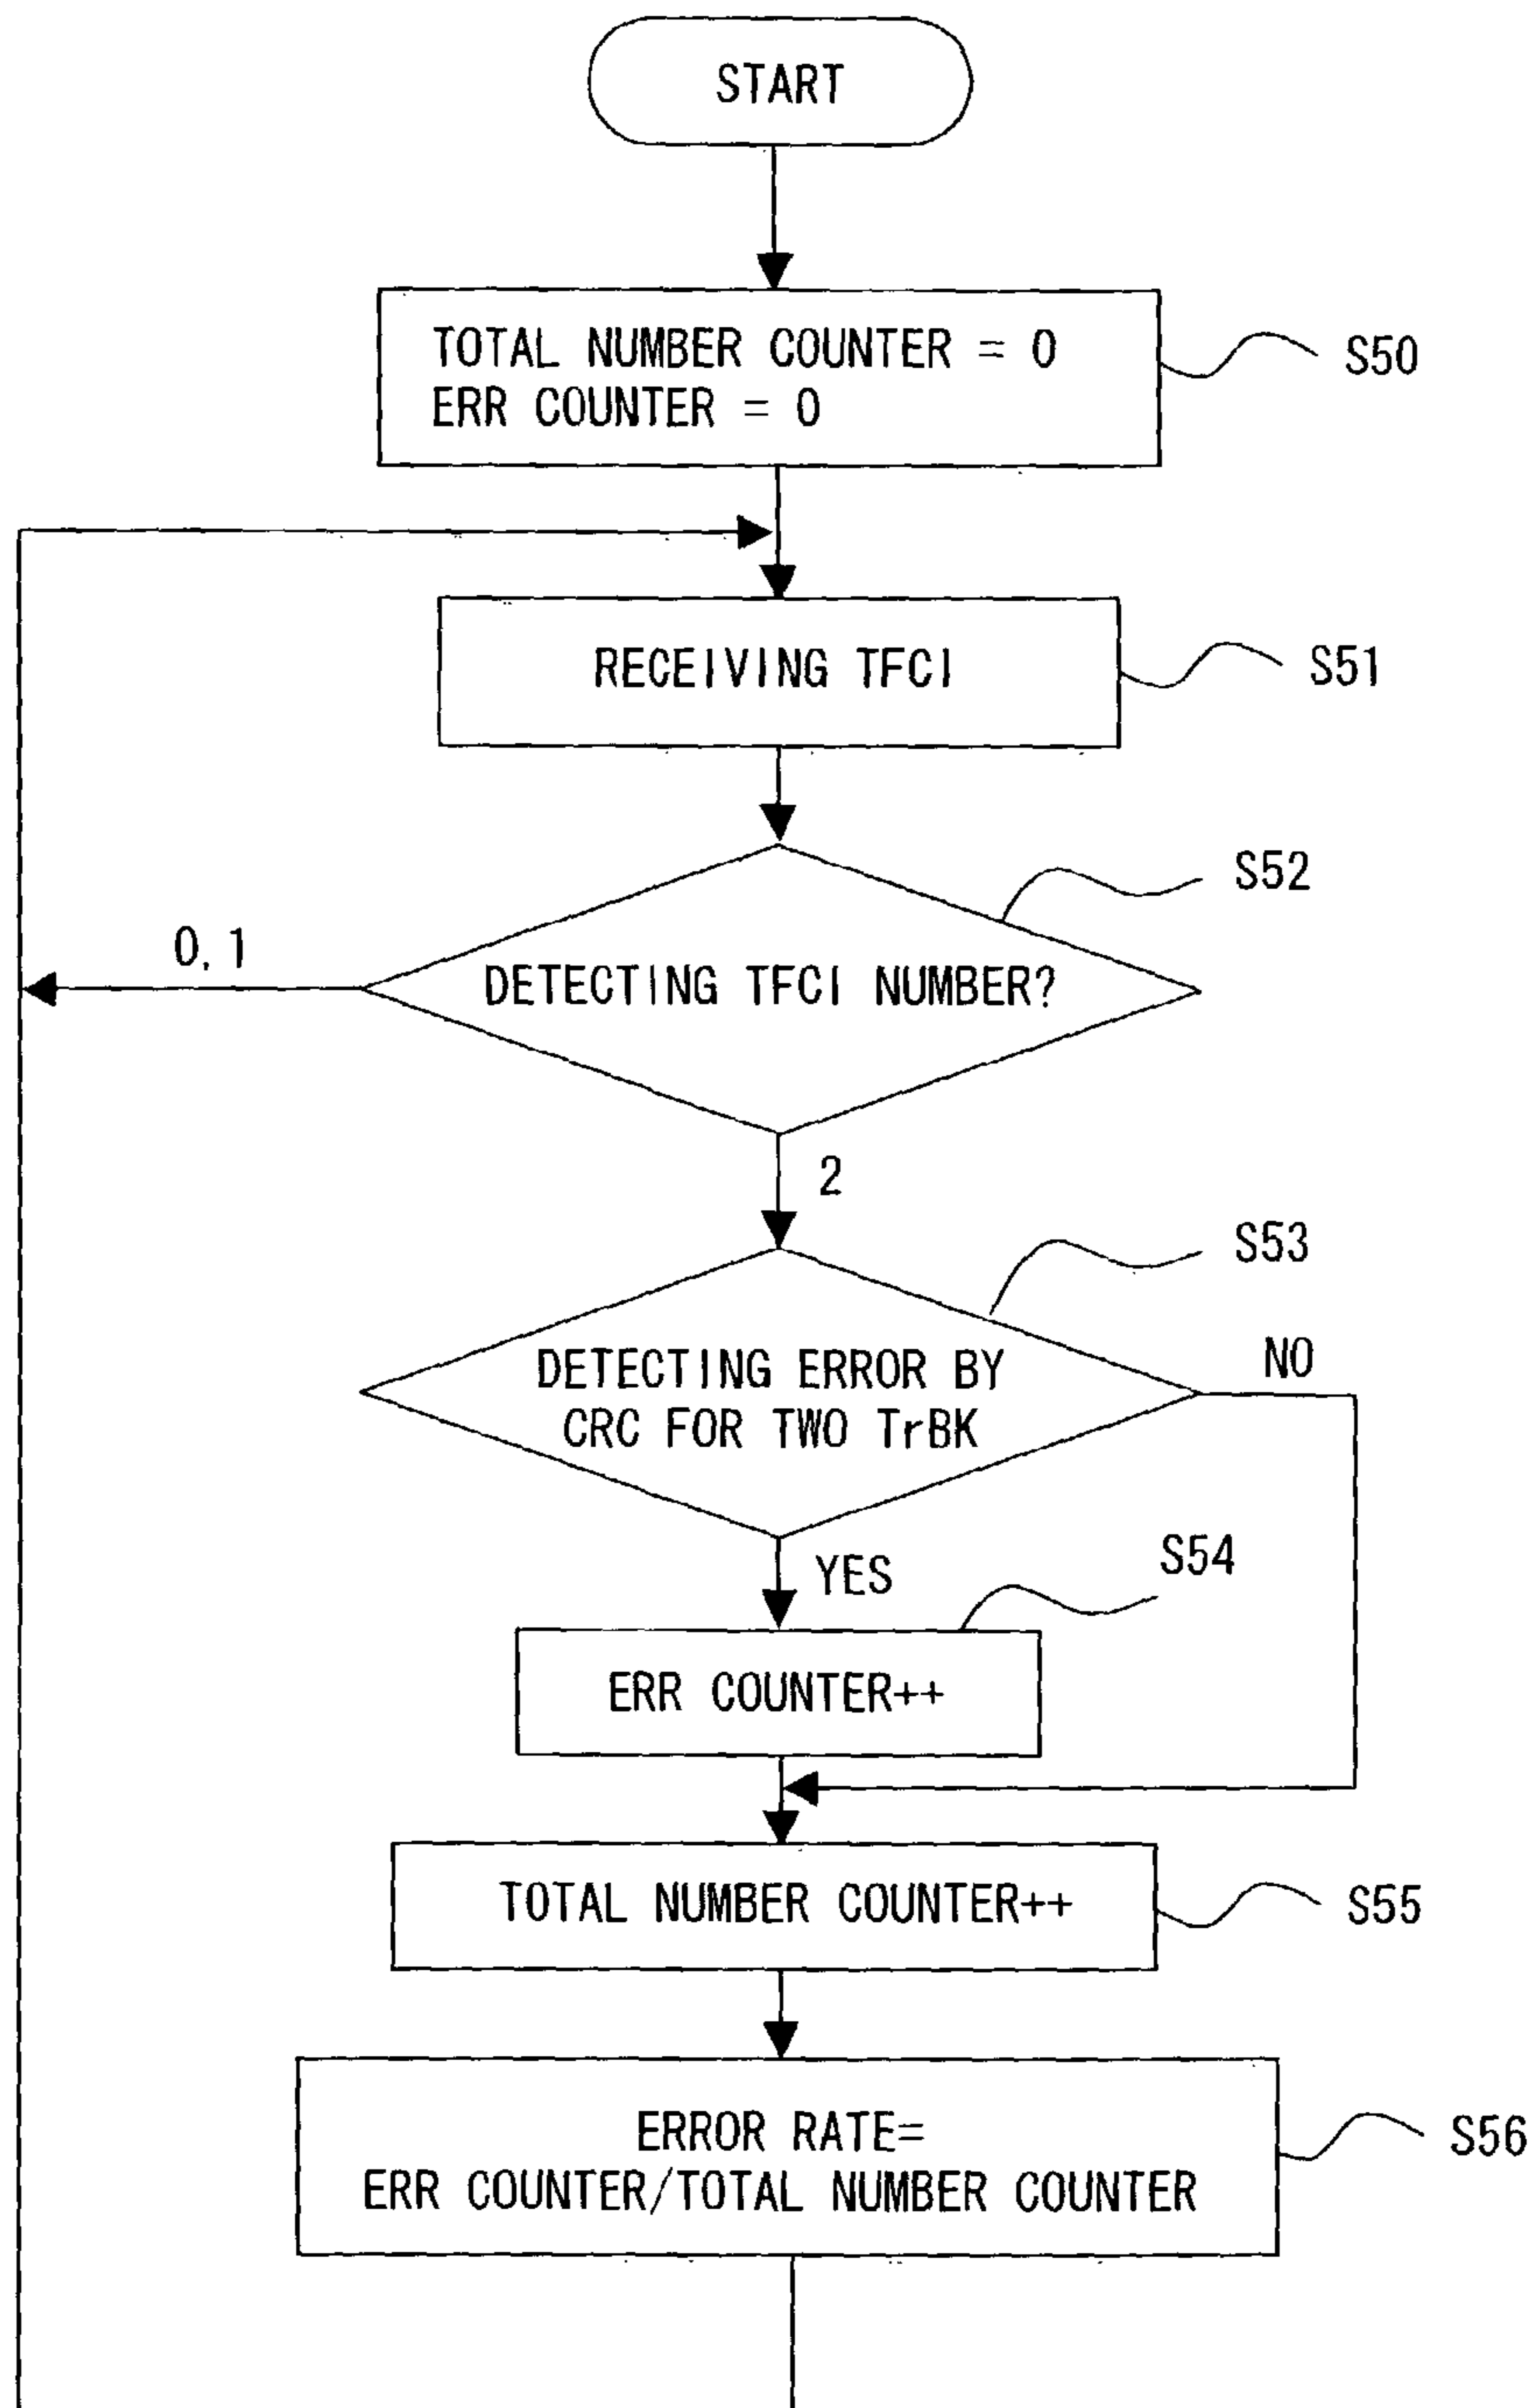 START
TOTAL NUMBER COUNTER = 0
ERR COUNTER = 0
S50
RECEIVING TFCI
S51
S52
0, 1
DETECTING TFCI NUMBER?
2
S53
DETECTING ERROR BY
CRC FOR TWO TrBK
NO
YES
S54
ERR COUNTER++
TOTAL NUMBER COUNTER++
S55
ERROR RATE=
ERR COUNTER/TOTAL NUMBER COUNTER
S56